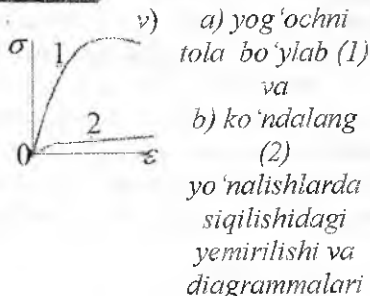 v)
σ
1
2
0
ε
a) yog‘ochni
tola bo‘ylab (1)
va
b) ko‘ndalang
(2)
yo‘nalishlarda
siqilishidagi
yemirilishi va
diagrammalari